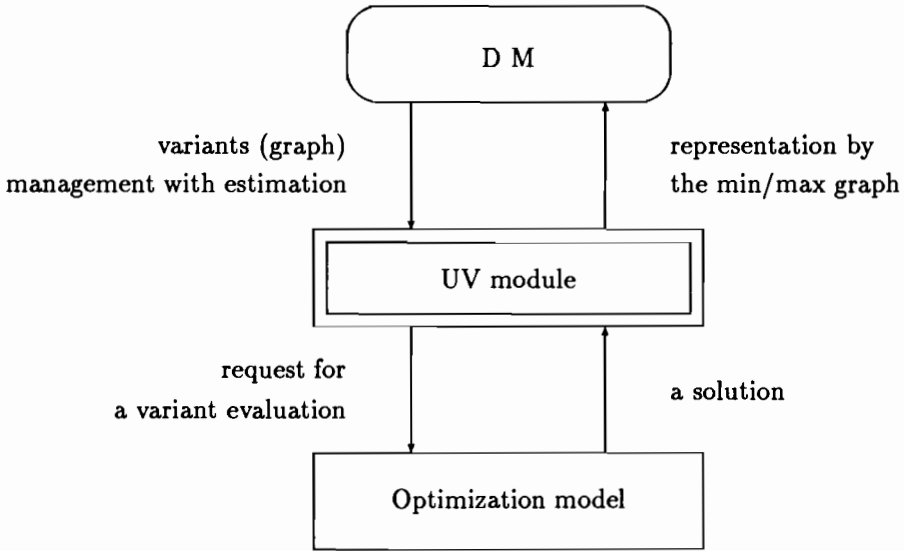 D M
variants (graph)
management with estimation
representation by
the min/max graph
UV module
request for
a variant evaluation
a solution
Optimization model